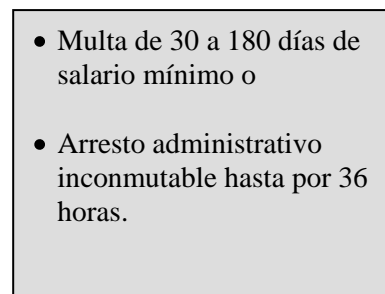 • Multa de 30 a 180 días de
salario mínimo o
• Arresto administrativo
inconmutable hasta por 36
horas.